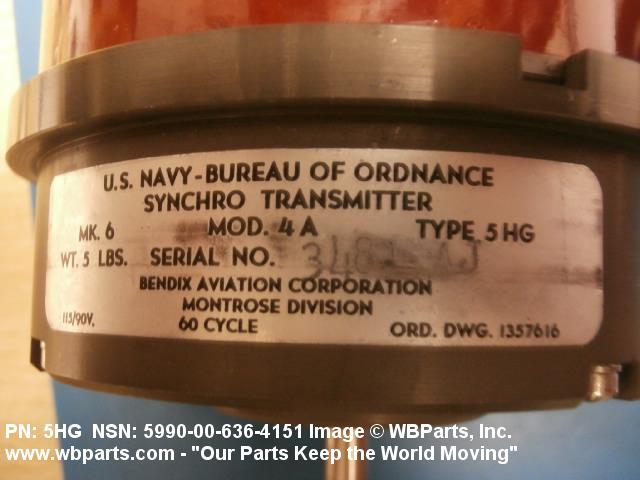 U.S. NAVY-BUREAU OF ORDNANCE
SYNCHRO TRANSMITTER
MK. 6 MOD. 4 A TYPE 5 HG
WT. 5 LBS. SERIAL NO.
BENDIX AVIATION CORPORATION
MONTROSE DIVISION
115/90V. 60 CYCLE ORD. DWG. 1357616
PN: 5HG NSN: 5990-00-636-4151 Image © WBParts, Inc.
www.wbparts.com - "Our Parts Keep the World Moving"